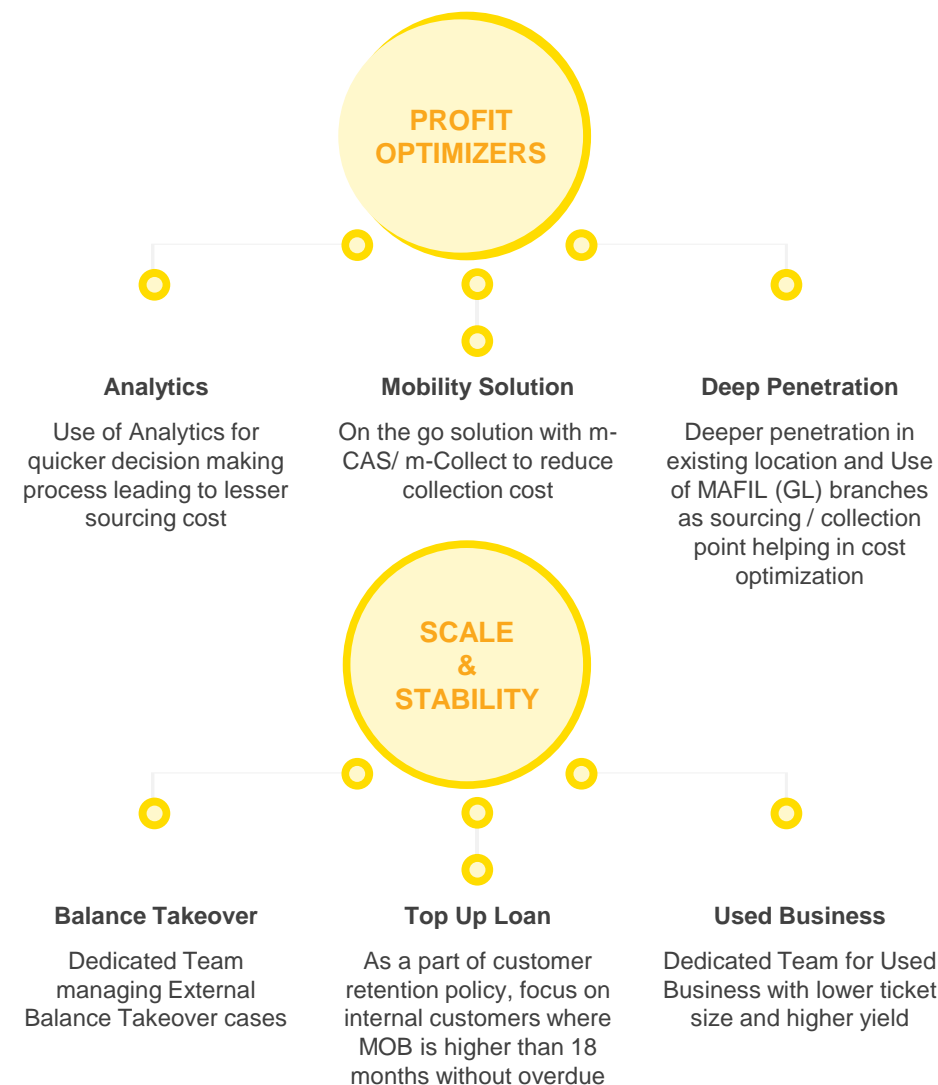 PROFIT
OPTIMIZERS
Analytics
Use of Analytics for
quicker decision making
process leading to lesser
sourcing cost
Mobility Solution
On the go solution with m-
CAS/ m-Collect to reduce
collection cost
Deep Penetration
Deeper penetration in
existing location and Use
of MAFIL (GL) branches
as sourcing / collection
point helping in cost
optimization
SCALE
&
STABILITY
Balance Takeover
Dedicated Team
managing External
Balance Takeover cases
Top Up Loan
As a part of customer
retention policy, focus on
internal customers where
MOB is higher than 18
months without overdue
Used Business
Dedicated Team for Used
Business with lower ticket
size and higher yield